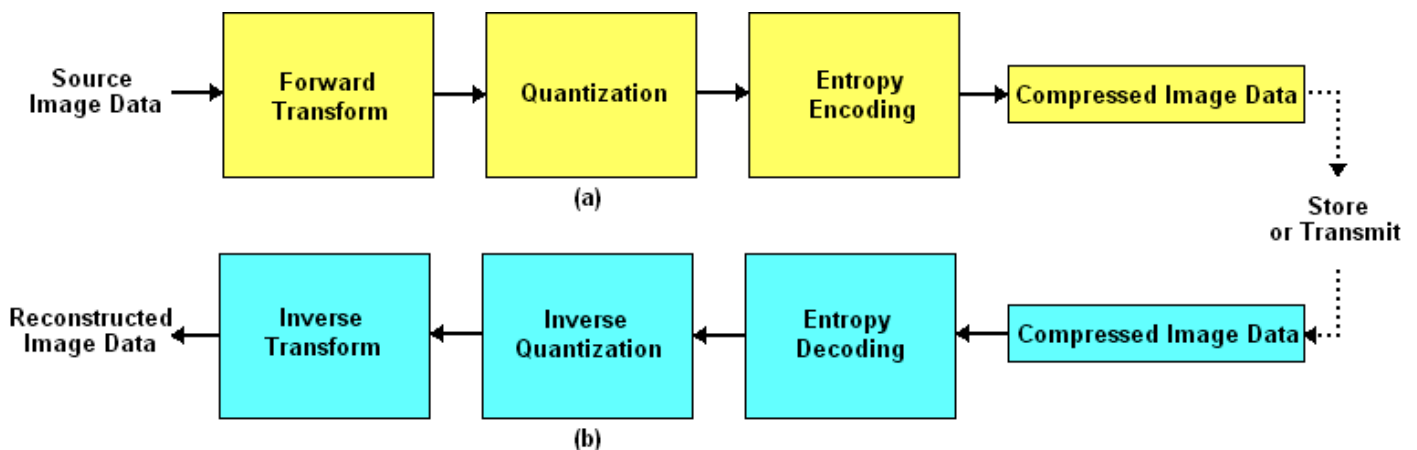 Source
Image Data
Forward
Transform
Quantization
Entropy
Encoding
Compressed Image Data
(a)
Store
or Transmit
Reconstructed
Image Data
Inverse
Transform
Inverse
Quantization
Entropy
Decoding
Compressed Image Data
(b)